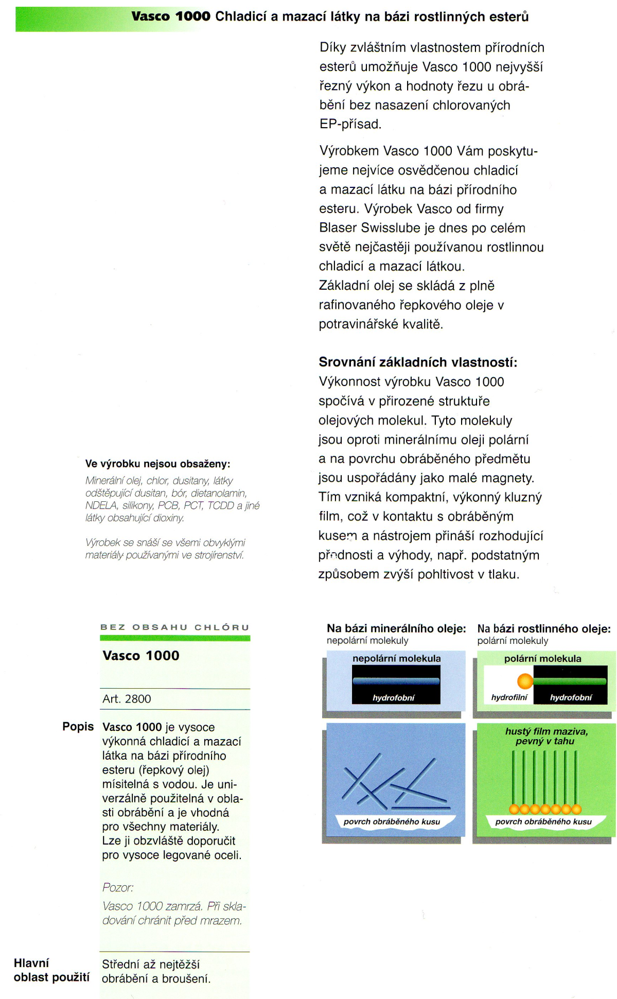 Vasco 1000 Chladicí a mazací látky na bázi rostlinných esterů
Díky zvláštním vlastnostem přírodních
esterů umožňuje Vasco 1000 nejvyšší
řezný výkon a hodnoty řezu u obrá-
bění bez nasazení chlorovaných
EP-přísad.
Výrobkem Vasco 1000 Vám poskytu-
jeme nejvíce osvědčenou chladicí
a mazací látku na bázi přírodního
esteru. Výrobek Vasco od firmy
Blaser Swisslube je dnes po celém
světě nejčastěji používanou rostlinnou
chladicí a mazací látkou.
Základní olej se skládá z plně
rafinovaného řepkového oleje v
potravinářské kvalitě.
Srovnání základních vlastností:
Výkonnost výrobku Vasco 1000
spočívá v přirozené struktuře
olejových molekul. Tyto molekuly
jsou oproti minerálnímu oleji polární
a na povrchu obráběného předmětu
jsou uspořádány jako malé magnety.
Tím vzniká kompaktní, výkonný kluzný
film, což v kontaktu s obráběným
kusem a nástrojem přináší rozhodující
přednosti a výhody, např. podstatným
způsobem zvýší pohltivost v tlaku.
Ve výrobku nejsou obsaženy:
Minerální olej, chlor, dusitany, látky
odštěpující dusitan, bór, dietanolamin,
NDELA, silikony, PCB, PCT, TCDD a jiné
látky obsahující dioxiny.
Výrobek se snáší se všemi obvyklými
materiály používanými ve strojírenství.
BEZ OBSAHU CHLÓRU
Vasco 1000
Art. 2800
Popis
Vasco 1000 je vysoce
výkonná chladicí a mazací
látka na bázi přírodního
esteru (řepkový olej)
mísitelná s vodou. Je uni-
verzálně použitelná v obla-
sti obrábění a je vhodná
pro všechny materiály.
Lze ji obzvláště doporučit
pro vysoce legované oceli.
Pozor:
Vasco 1000 zamrzá. Při skla-
dování chránit před mrazem.
Hlavní
oblast použití
Střední až nejtěžší
obrábění a broušení.
Na bázi minerálního oleje:
nepolární molekuly
nepolární molekula
hydrofobní
povrch obráběného kusu
Na bázi rostlinného oleje:
polární molekuly
polární molekula
hydrofilní
hydrofobní
hustý film maziva,
pevný v tahu
povrch obráběného kusu